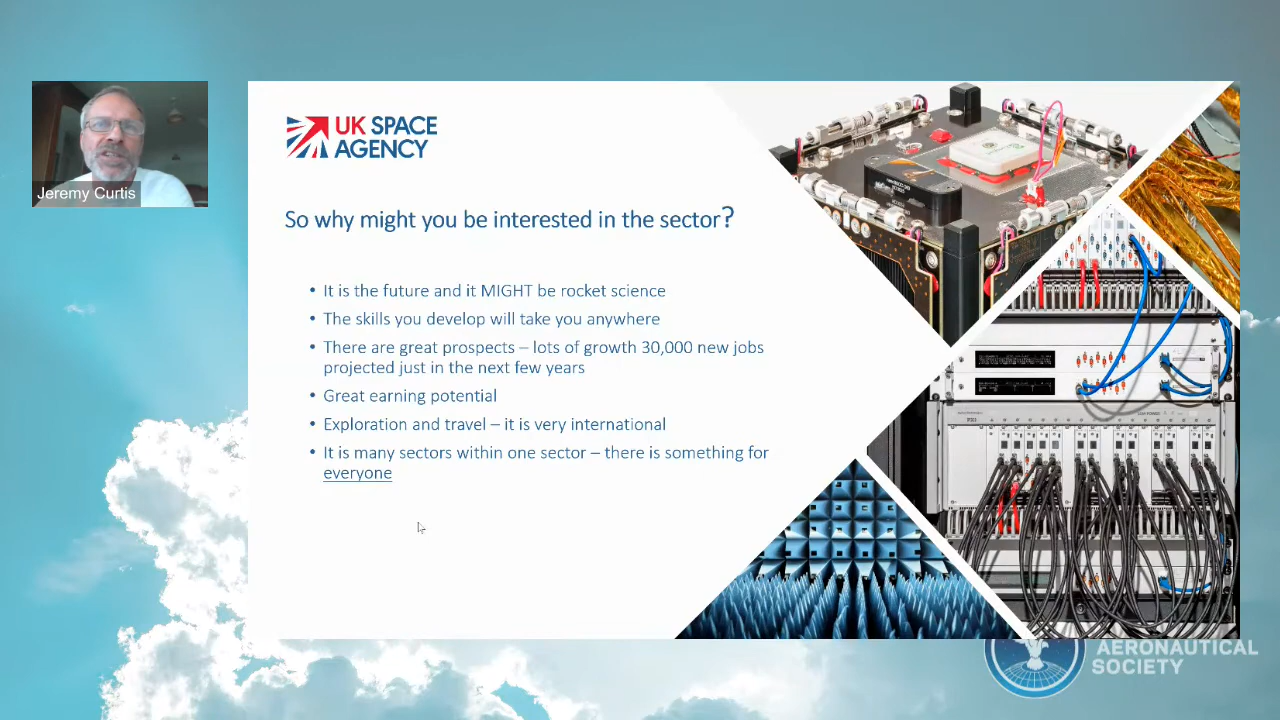 Jeremy Curtis
UK SPACE
AGENCY
So why might you be interested in the sector?
• It is the future and it MIGHT be rocket science
• The skills you develop will take you anywhere
• There are great prospects – lots of growth 30,000 new jobs
projected just in the next few years
• Great earning potential
• Exploration and travel – it is very international
• It is many sectors within one sector – there is something for
everyone
AERONAUTICAL
SOCIETY